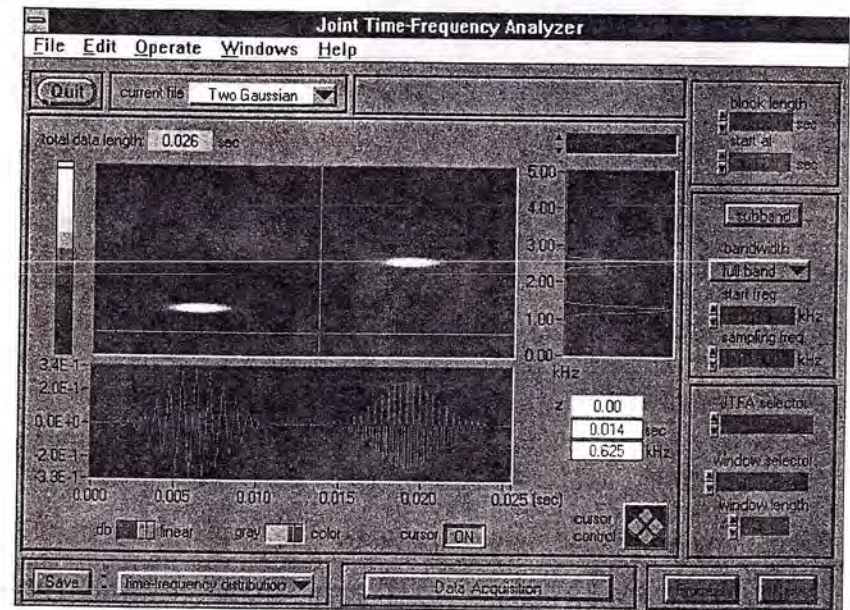 Joint Time-Frequency Analyzer
File Edit Operate Windows Help
Quit current file Two Gaussian
block length
sec
start at
sec
total data length: 0.026 sec
5.00
4.00
3.00
2.00
1.00
0.00
kHz
subband
bandwidth
full band
start freq
kHz
sampling freq
kHz
3.4E-1
2.0E-1
0.0E+0
-2.0E-1
-3.3E-1
0.000 0.005 0.010 0.015 0.020 0.025 (sec)
z 0.00
0.014 sec
0.625 kHz
JTFA selector
window selector
window length
db linear gray color cursor ON cursor control
Save Time-frequency distribution Data Acquisition Process